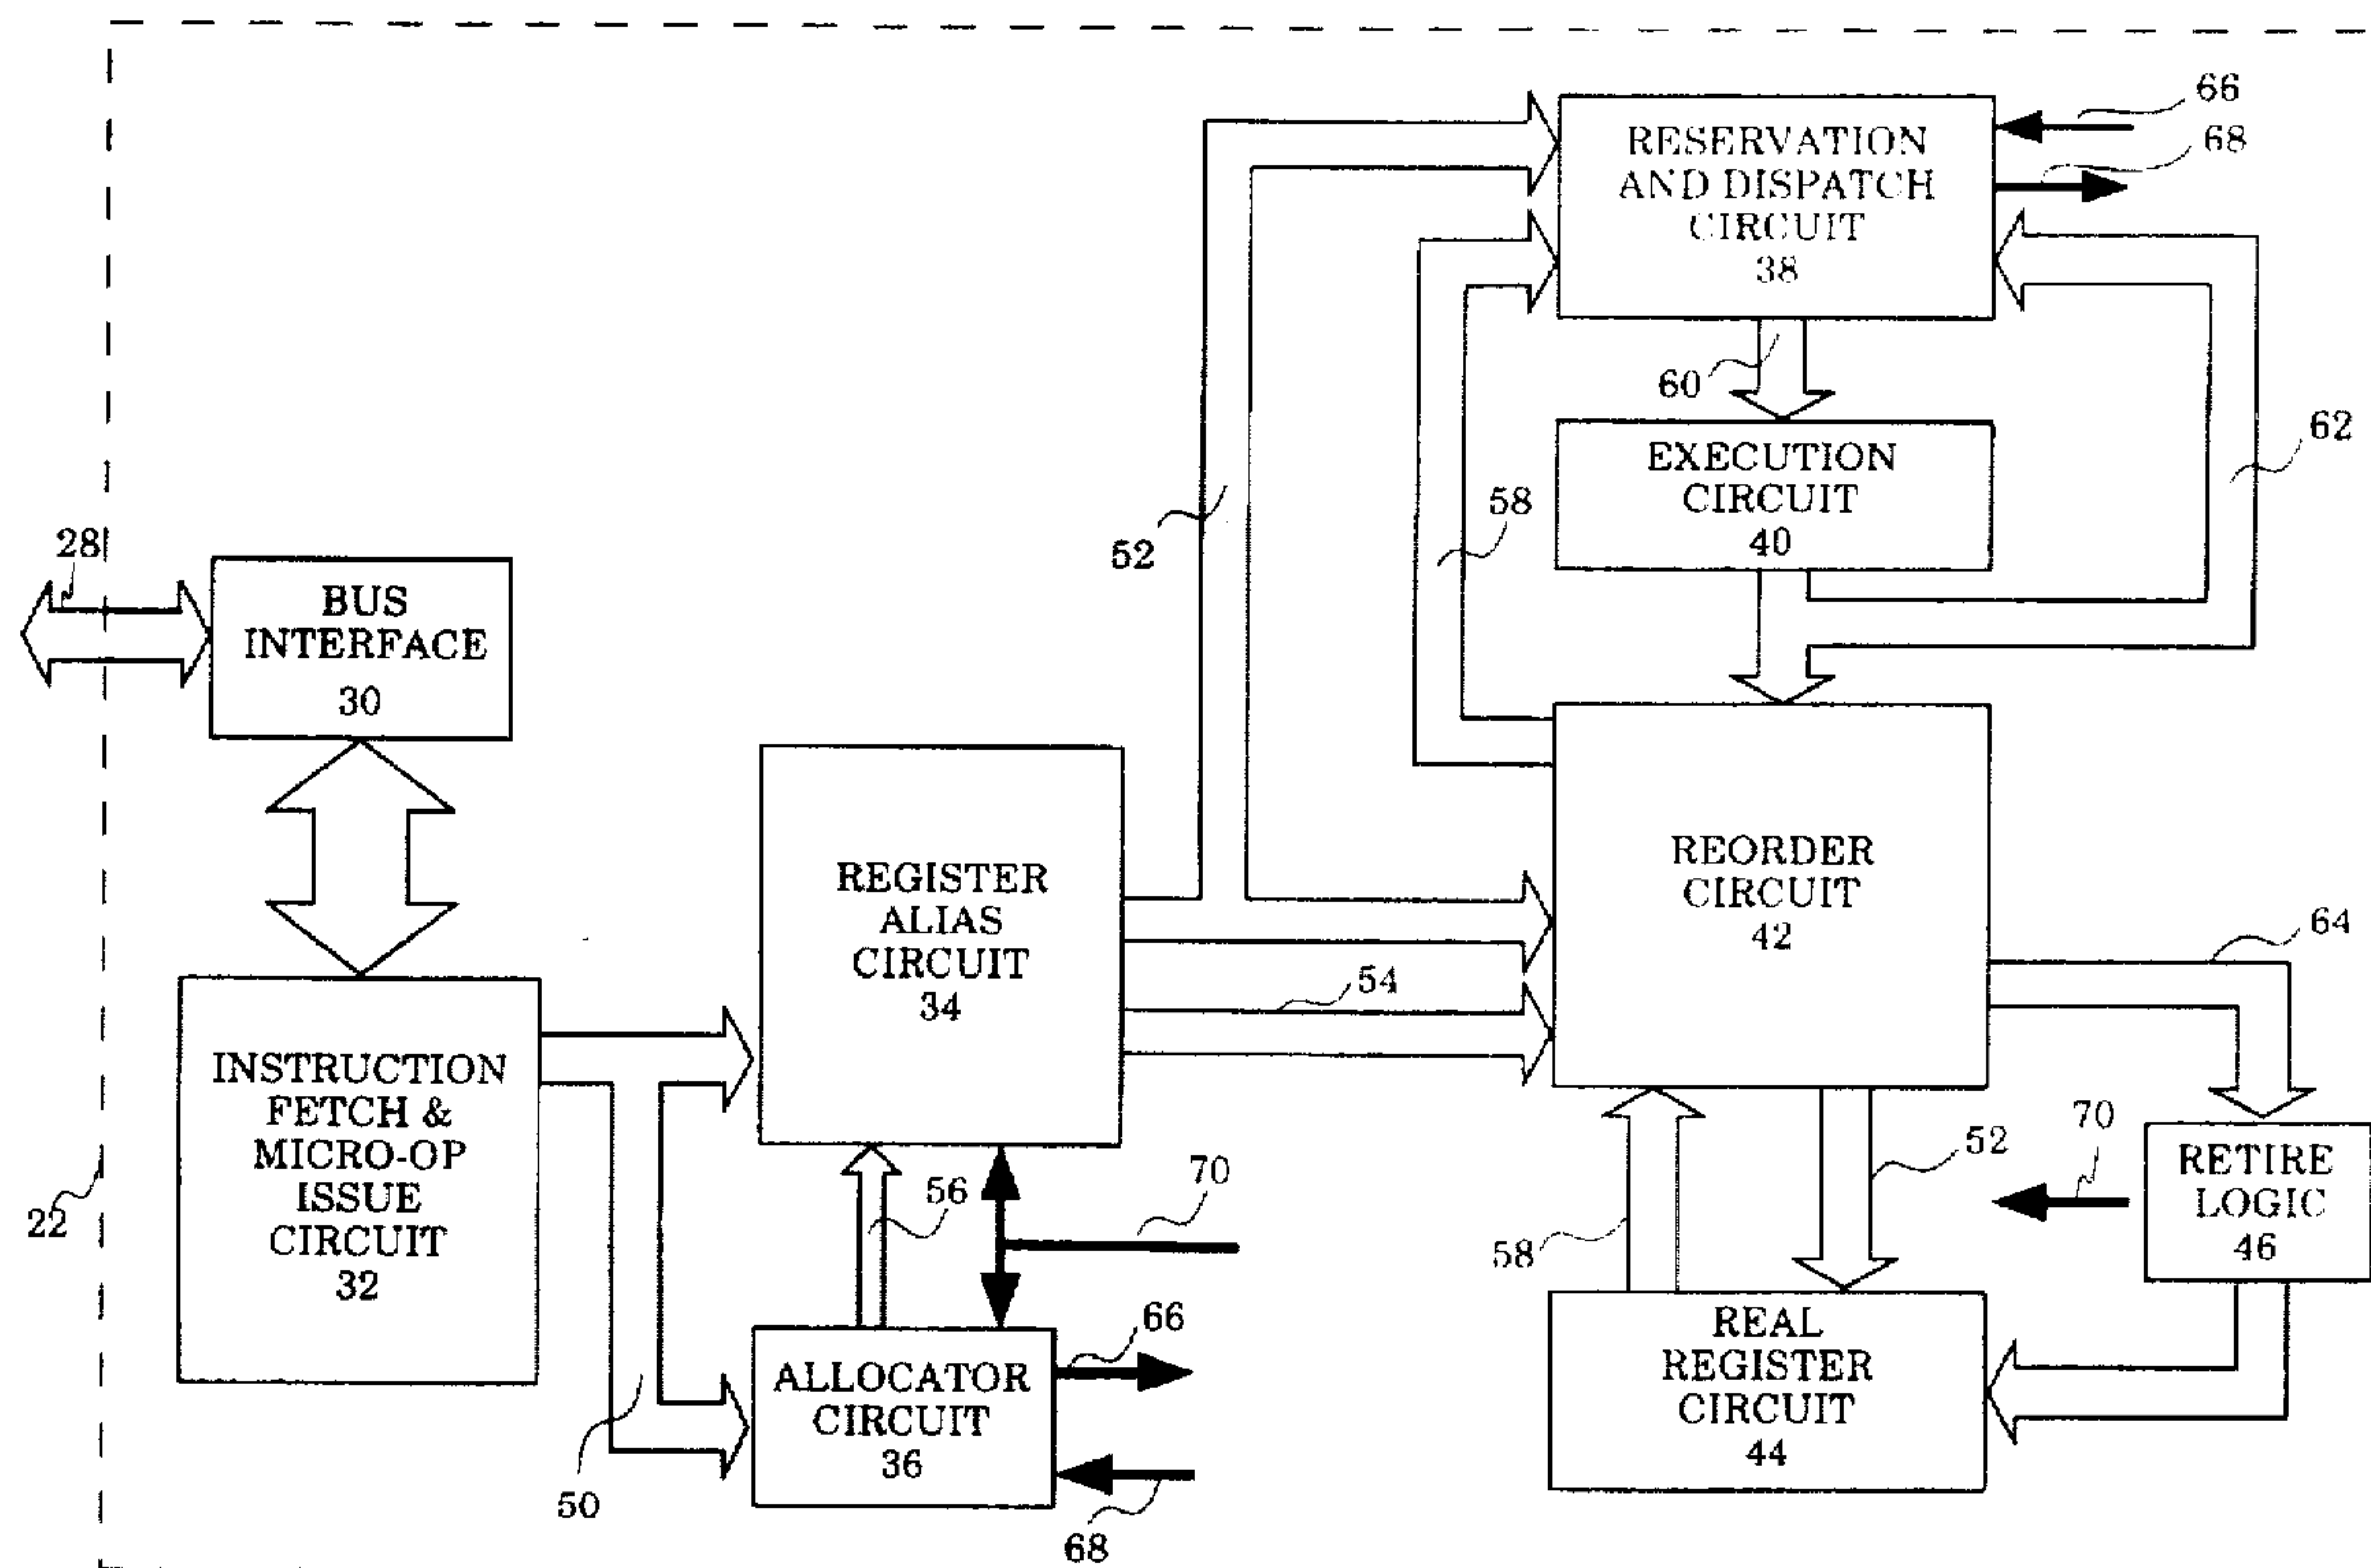 66
RESERVATION
AND DISPATCH
CIRCUIT
38
68
60
62
EXECUTION
CIRCUIT
40
52
58
28
BUS
INTERFACE
30
REGISTER
ALIAS
CIRCUIT
34
REORDER
CIRCUIT
42
64
54
INSTRUCTION
FETCH &
MICRO-OP
ISSUE
CIRCUIT
32
22
56
70
58
52
70
RETIRE
LOGIC
46
50
ALLOCATOR
CIRCUIT
36
66
68
REAL
REGISTER
CIRCUIT
44